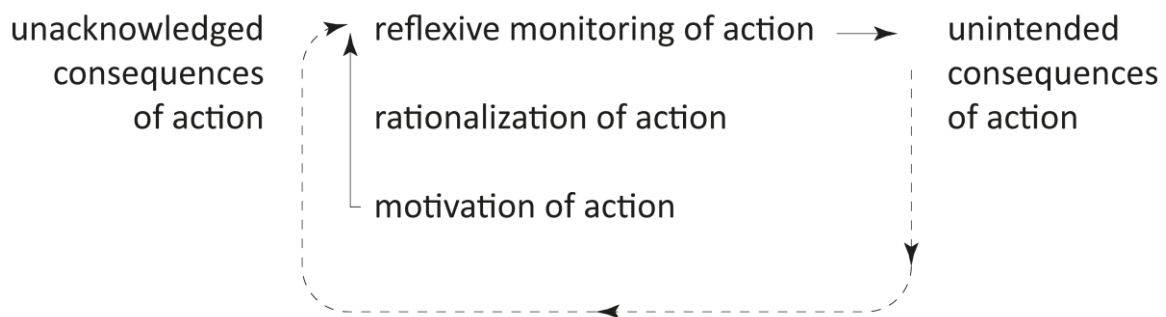 unacknowledged
consequences
of action
reflexive monitoring of action
rationalization of action
motivation of action
unintended
consequences
of action